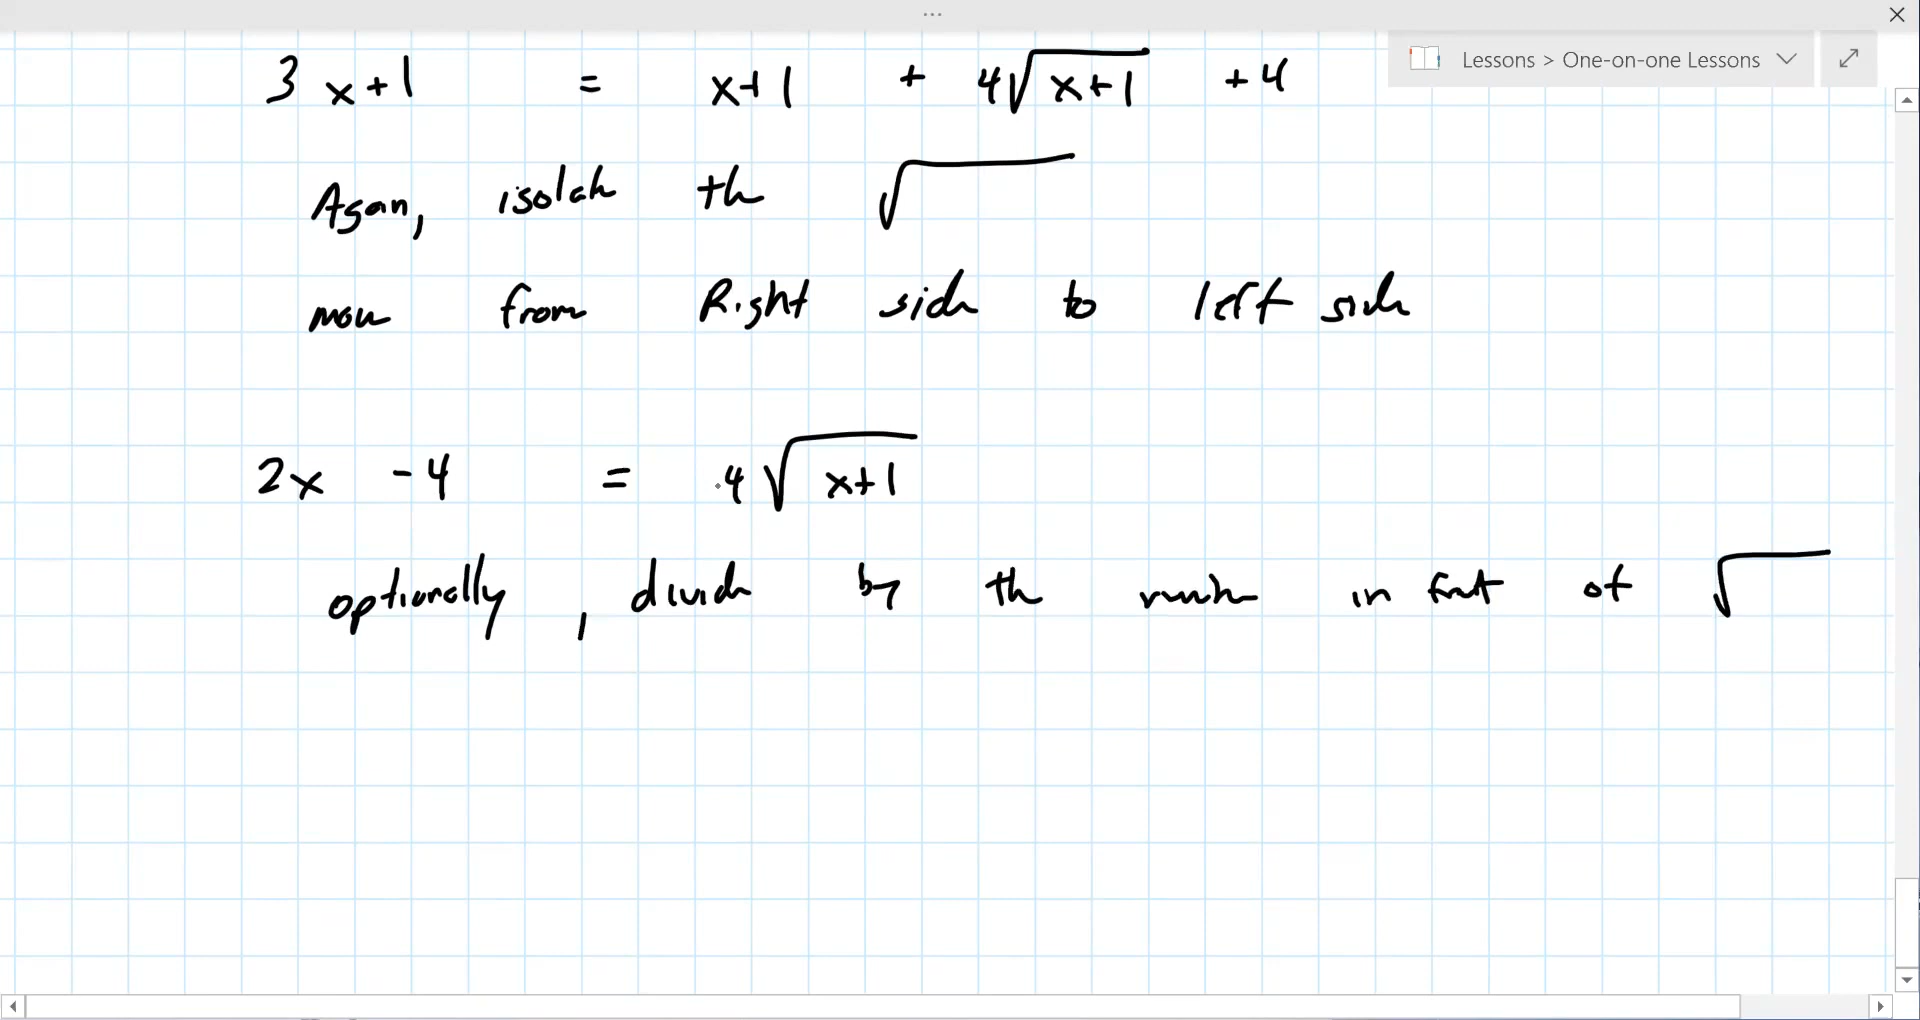 ...
Lessons > One-on-one Lessons
3x+1 = x+1 + 4√(x+1) +4
Again, isolate the √
move from Right side to left side
2x -4 = 4√(x+1)
optionally, divide by the number in front of √